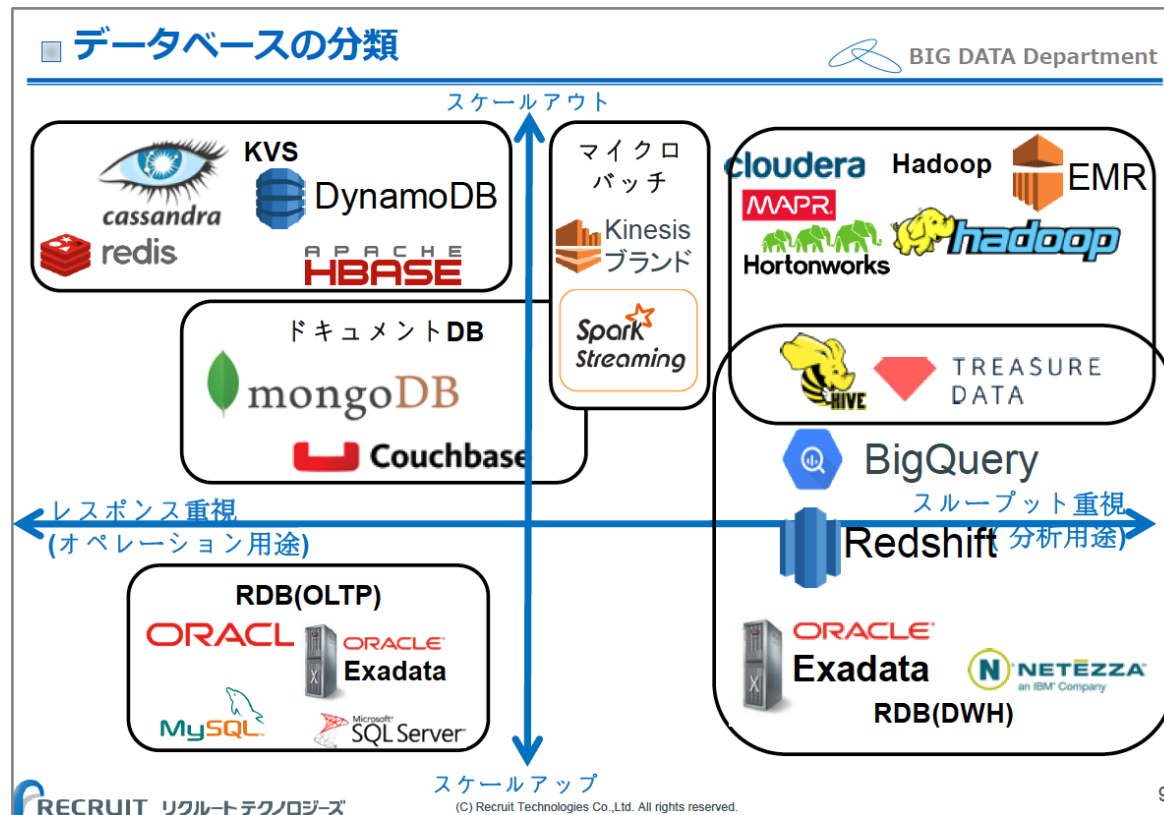 データベースの分類
BIG DATA Department
スケールアウト
KVS
cassandra
DynamoDB
redis
APACHE
HBASE
マイクロ
バッチ
Kinesis
ブランド
Spark
Streaming
cloudera
Hadoop
EMR
MAPR
Hortonworks
hadoop
ドキュメントDB
mongoDB
Couchbase
HIVE
TREASURE
DATA
BigQuery
レスポンス重視
(オペレーション用途)
スループット重視
(分析用途)
Redshift
RDB(OLTP)
ORACL
ORACLE
Exadata
MySQL
Microsoft
SQL Server
ORACLE
Exadata
NETEZZA
an IBM Company
RDB(DWH)
スケールアップ
RECRUIT リクルートテクノロジーズ
(C) Recruit Technologies Co.,Ltd. All rights reserved.
9